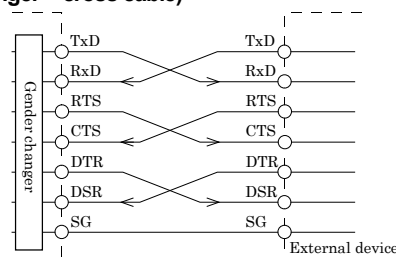 cross cable)
TxD TxD
RxD RxD
RTS RTS
CTS CTS
DTR DTR
DSR DSR
SG SG
Gender changer
External device